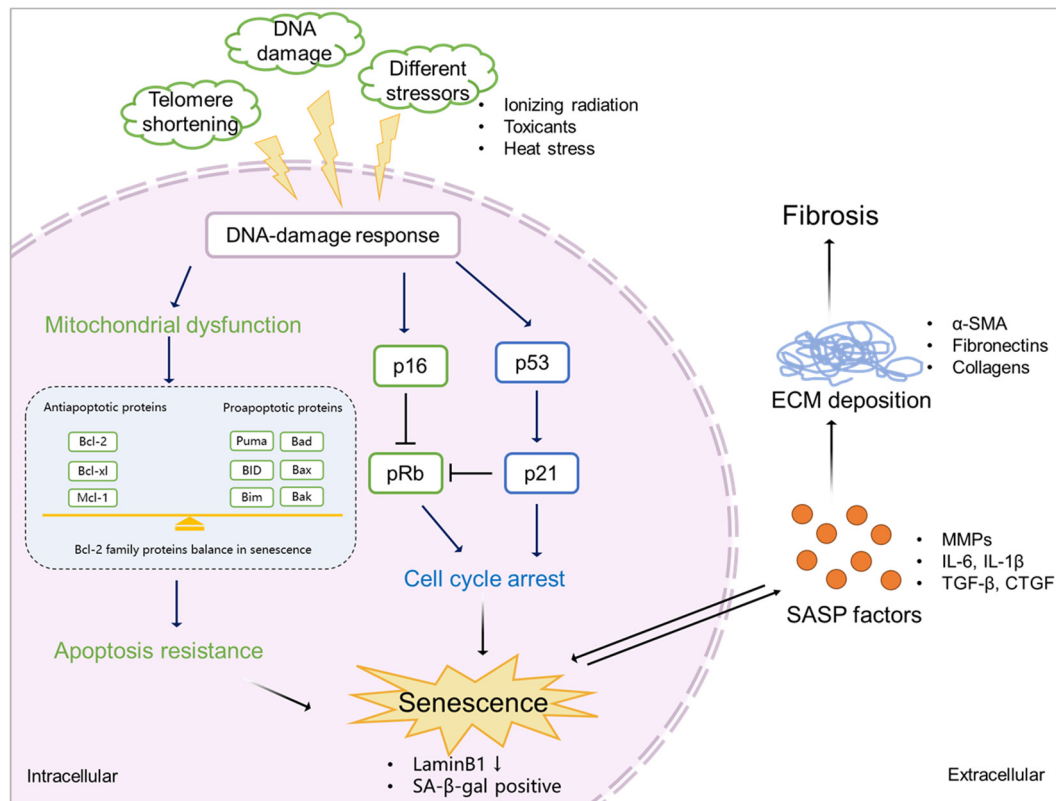 DNA
damage
Different
stressors
Telomere
shortening
• Ionizing radiation
• Toxicants
• Heat stress
DNA-damage response
Mitochondrial dysfunction
Antiapoptotic proteins
Proapoptotic proteins
Bcl-2
Puma
Bad
Bcl-xl
BID
Bax
Mcl-1
Bim
Bak
Bcl-2 family proteins balance in senescence
Apoptosis resistance
p16
p53
pRb
p21
Cell cycle arrest
Senescence
• LaminB1 ↓
• SA-β-gal positive
Fibrosis
• α-SMA
• Fibronectins
• Collagens
ECM deposition
• MMPs
• IL-6, IL-1β
• TGF-β, CTGF
SASP factors
Intracellular
Extracellular